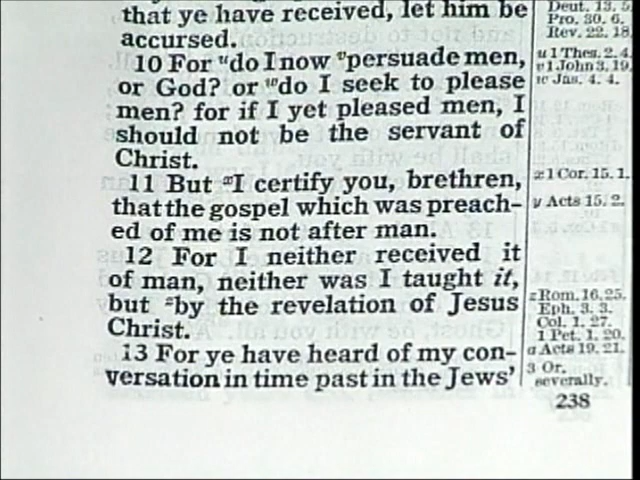 that ye have received, let him be
accursed.
10 For ᵘdo I now ᵛpersuade men,
or God? or ʷdo I seek to please
men? for if I yet pleased men, I
should not be the servant of
Christ.
11 But ˣI certify you, brethren,
that the gospel which was preach-
ed of me is not after man.
12 For I neither received it
of man, neither was I taught it,
but ᶻby the revelation of Jesus
Christ.
13 For ye have heard of my con-
versation in time past in the Jews'
Deut. 13. 5
Pro. 30. 6.
Rev. 22. 18
u 1 Thes. 2. 4.
v 1 John 3. 19.
w Jas. 4. 4.
x 1 Cor. 15. 1.
y Acts 15. 2.
z Rom. 16. 25.
Eph. 3. 3.
Col. 1. 27.
1 Pet. 1. 20.
a Acts 19. 21.
3 Or,
severally.
238